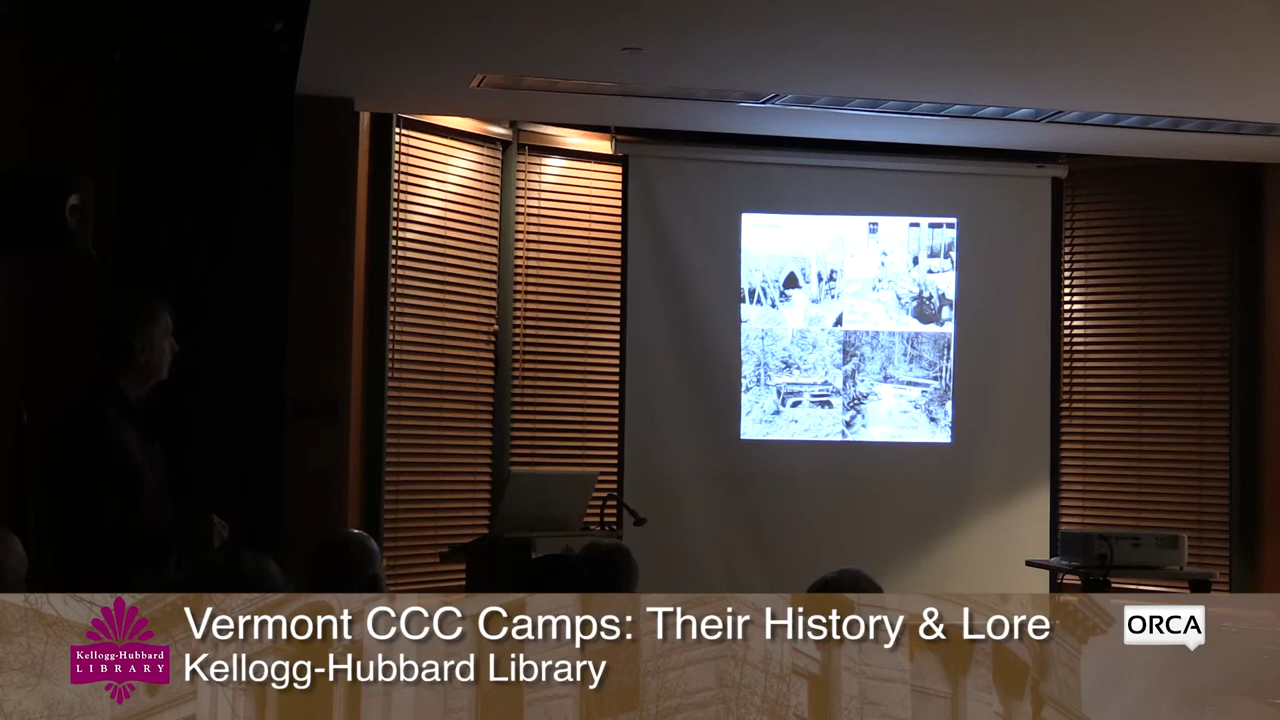 Vermont CCC Camps: Their History & Lore
Kellogg-Hubbard Library
Kellogg-Hubbard
LIBRARY
ORCA